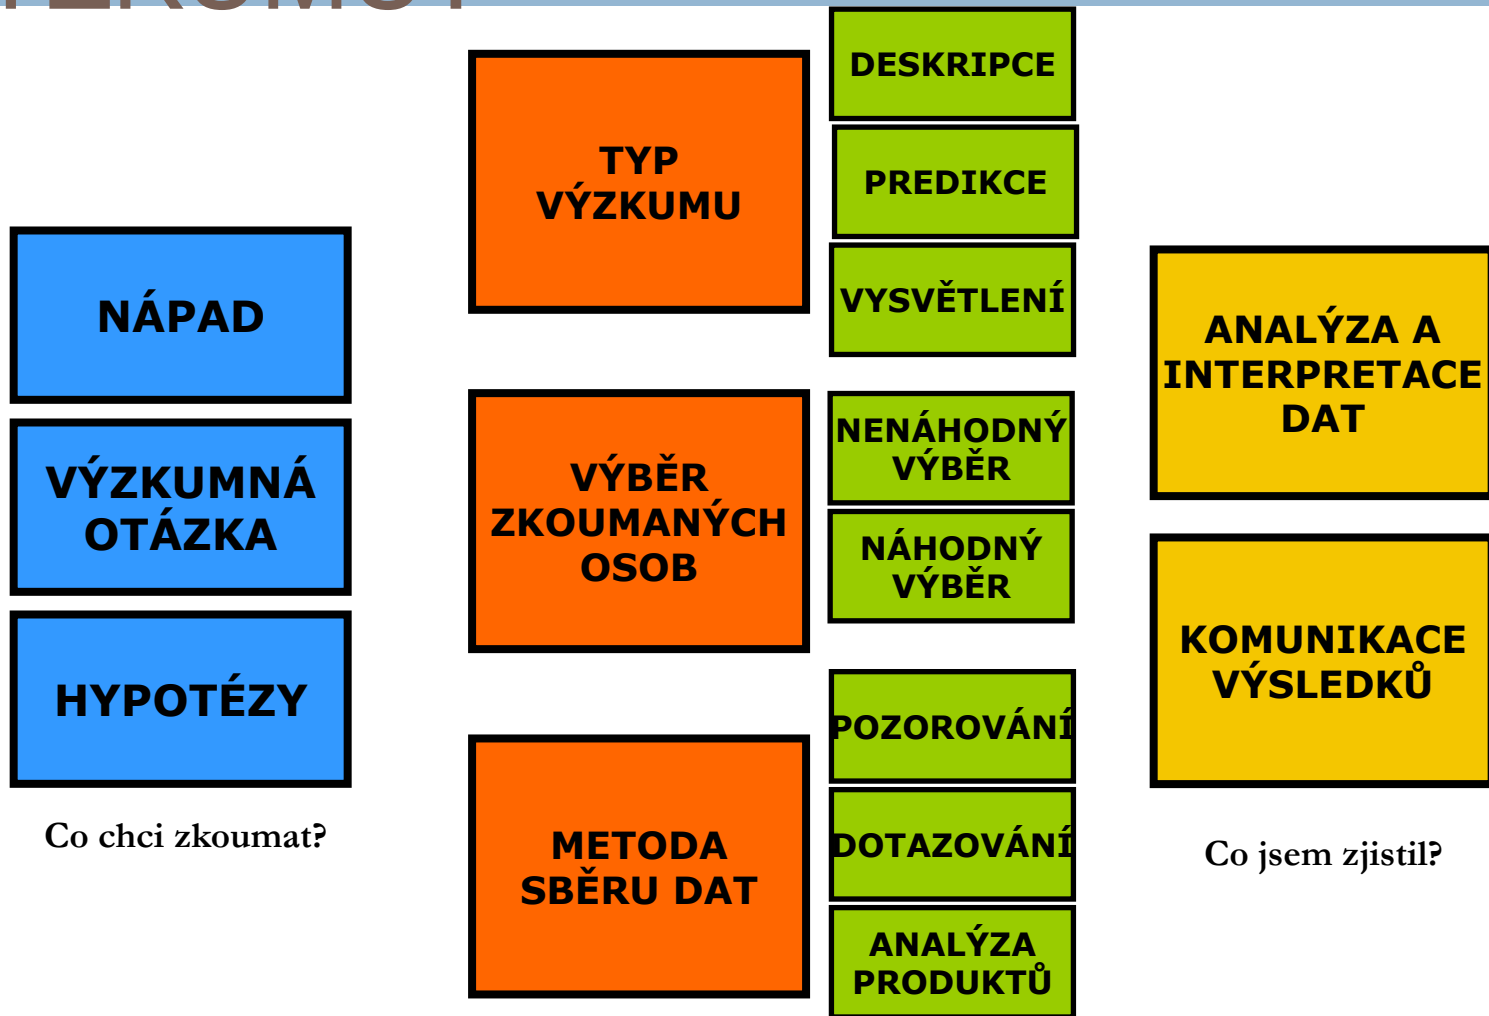 NÁPAD
VÝZKUMNÁ
OTÁZKA
HYPOTÉZY
Co chci zkoumat?
TYP
VÝZKUMU
DESKRIPCE
PREDIKCE
VYSVĚTLENÍ
VÝBĚR
ZKOUMANÝCH
OSOB
NENÁHODNÝ
VÝBĚR
NÁHODNÝ
VÝBĚR
METODA
SBĚRU DAT
POZOROVÁNÍ
DOTAZOVÁNÍ
ANALÝZA
PRODUKTŮ
ANALÝZA A
INTERPRETACE
DAT
KOMUNIKACE
VÝSLEDKŮ
Co jsem zjistil?